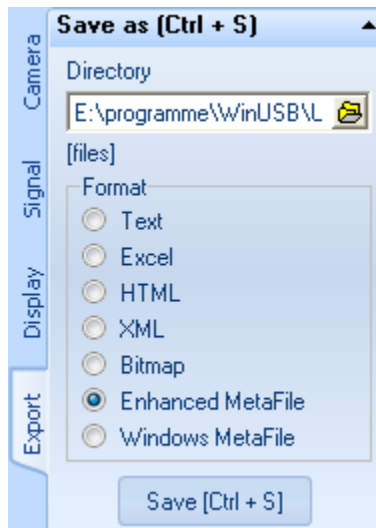 Save as (Ctrl + S)
Directory
E:\programme\WinUSB\L
[files]
Format
Text
Excel
HTML
XML
Bitmap
Enhanced MetaFile
Windows MetaFile
Save [Ctrl + S]
Camera
Signal
Display
Export